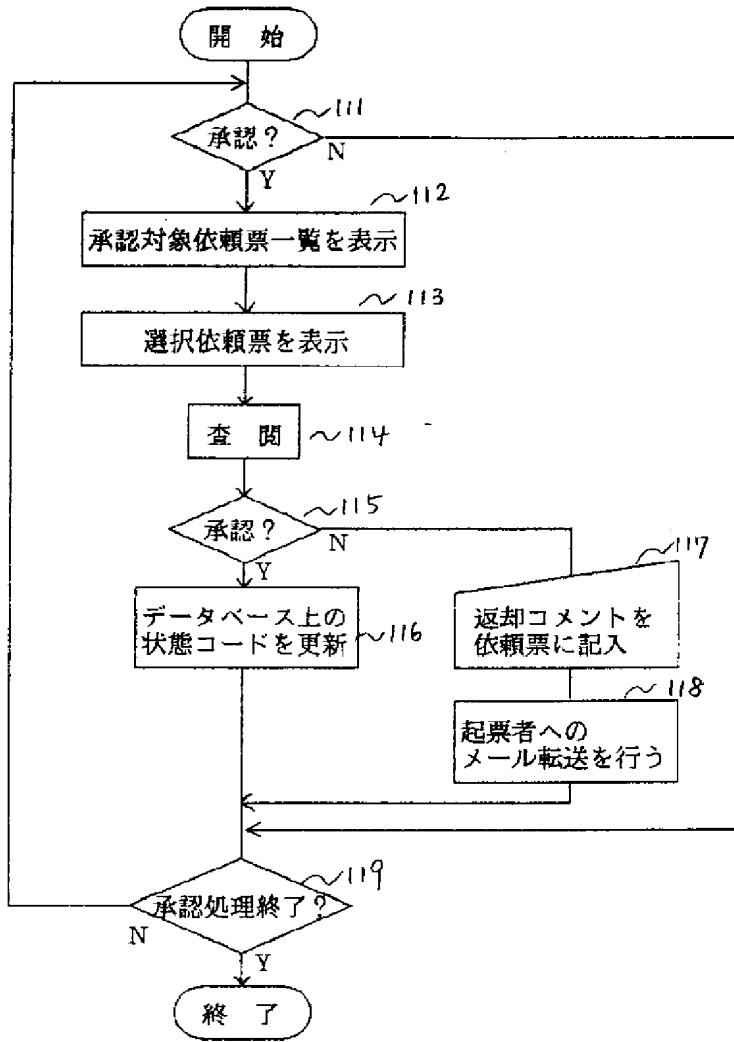 開 始
111
承認?
N
Y
112
承認対象依頼票一覧を表示
113
選択依頼票を表示
査 閲
114
115
承認?
N
Y
データベース上の
状態コードを更新
116
117
返却コメントを
依頼票に記入
118
起票者への
メール転送を行う
119
承認処理終了?
N
Y
終 了